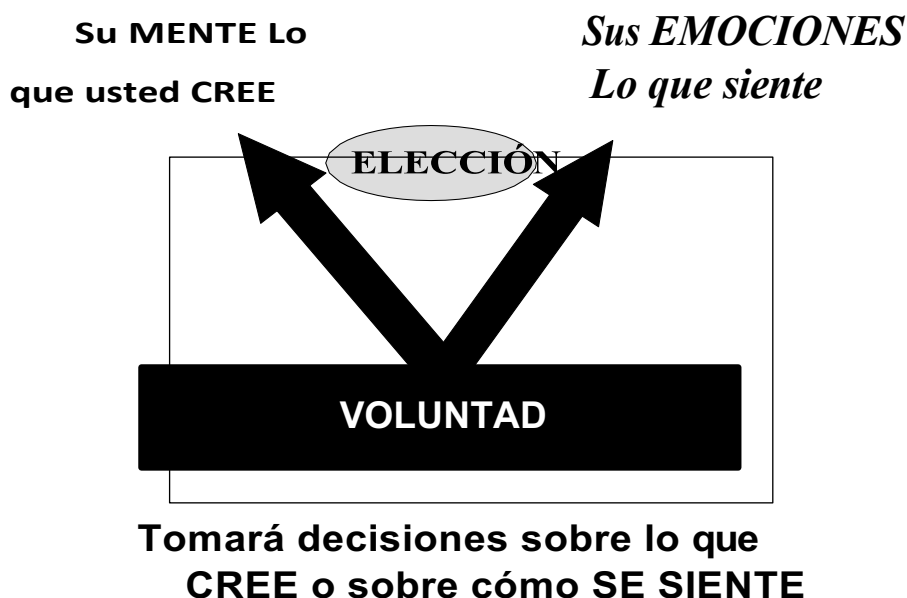 Su MENTE Lo
que usted CREE
Sus EMOCIONES
Lo que siente
ELECCIÓN
VOLUNTAD
Tomará decisiones sobre lo que
CREE o sobre cómo SE SIENTE